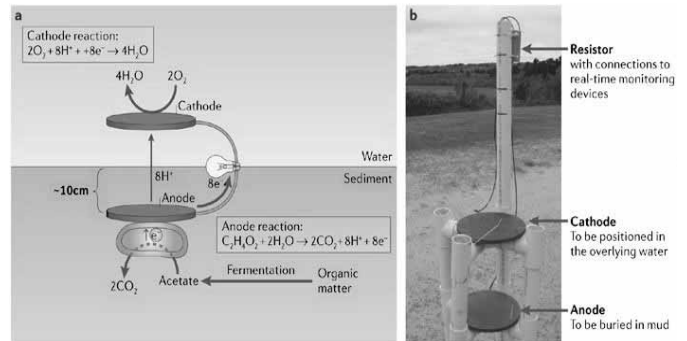 a
Cathode reaction:
2O₂+8H⁺ + +8e⁻ → 4H₂O
4H₂O
2O₂
Cathode
8H⁺
Water
Sediment
8e⁻
~10cm
Anode
Anode reaction:
C₂H₄O₂+2H₂O → 2CO₂+8H⁺+8e⁻
e⁻
2CO₂
Acetate
Fermentation
Organic
matter
b
Resistor
with connections to
real-time monitoring
devices
Cathode
To be positioned in
the overlying water
Anode
To be buried in mud